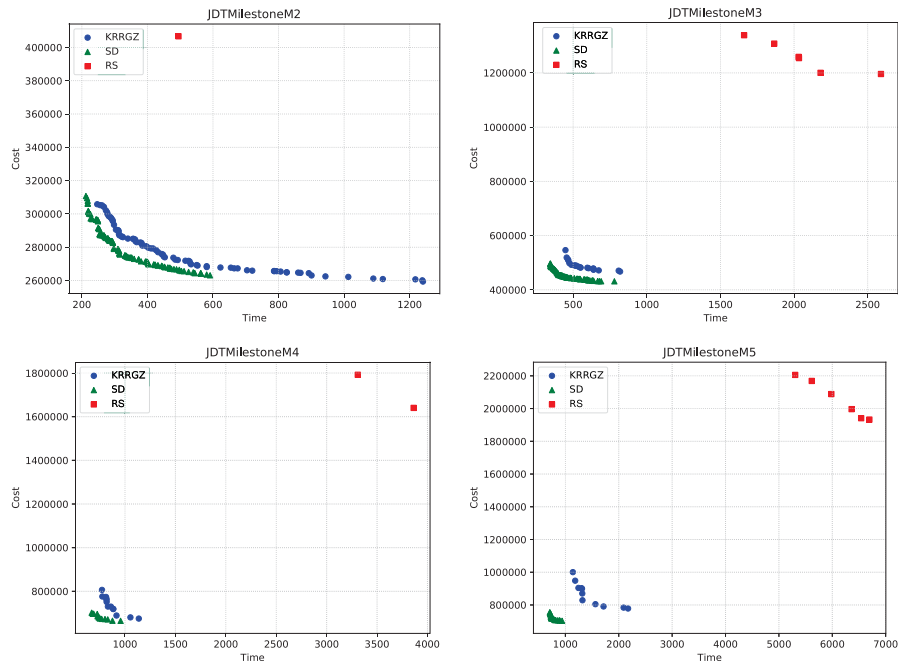 JDTMilestoneM2
KRRGZ
SD
RS
400000
380000
360000
340000
320000
300000
280000
260000
Cost
200 400 600 800 1000 1200
Time
JDTMilestoneM3
KRRGZ
SD
RS
1200000
1000000
800000
600000
400000
Cost
500 1000 1500 2000 2500
Time
JDTMilestoneM4
KRRGZ
SD
RS
1800000
1600000
1400000
1200000
1000000
800000
Cost
1000 1500 2000 2500 3000 3500 4000
Time
JDTMilestoneM5
KRRGZ
SD
RS
2200000
2000000
1800000
1600000
1400000
1200000
1000000
800000
Cost
1000 2000 3000 4000 5000 6000 7000
Time